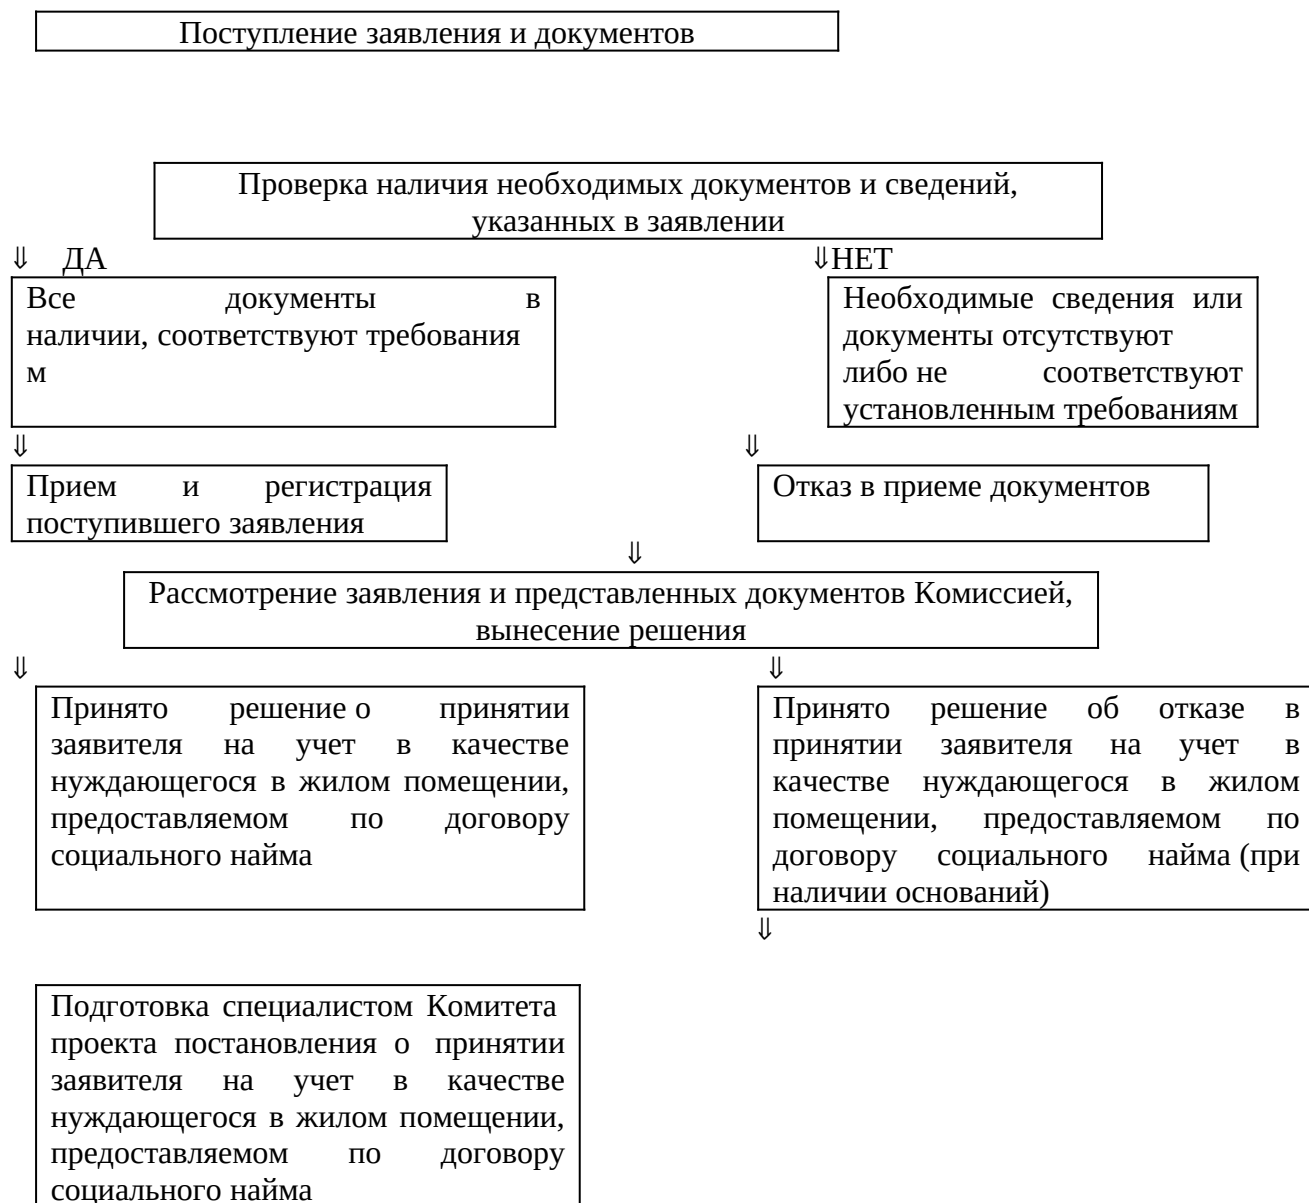 Поступление заявления и документов
Проверка наличия необходимых документов и сведений,
указанных в заявлении
⇓ ДА ⇓НЕТ
Все документы в
наличии, соответствуют требования
м
Необходимые сведения или
документы отсутствуют
либо не соответствуют
установленным требованиям
⇓ ⇓
Прием и регистрация
поступившего заявления
Отказ в приеме документов
⇓
Рассмотрение заявления и представленных документов Комиссией,
вынесение решения
⇓ ⇓
Принято решение о принятии
заявителя на учет в качестве
нуждающегося в жилом помещении,
предоставляемом по договору
социального найма
Принято решение об отказе в
принятии заявителя на учет в
качестве нуждающегося в жилом
помещении, предоставляемом по
договору социального найма (при
наличии оснований)
⇓
Подготовка специалистом Комитета
проекта постановления о принятии
заявителя на учет в качестве
нуждающегося в жилом помещении,
предоставляемом по договору
социального найма